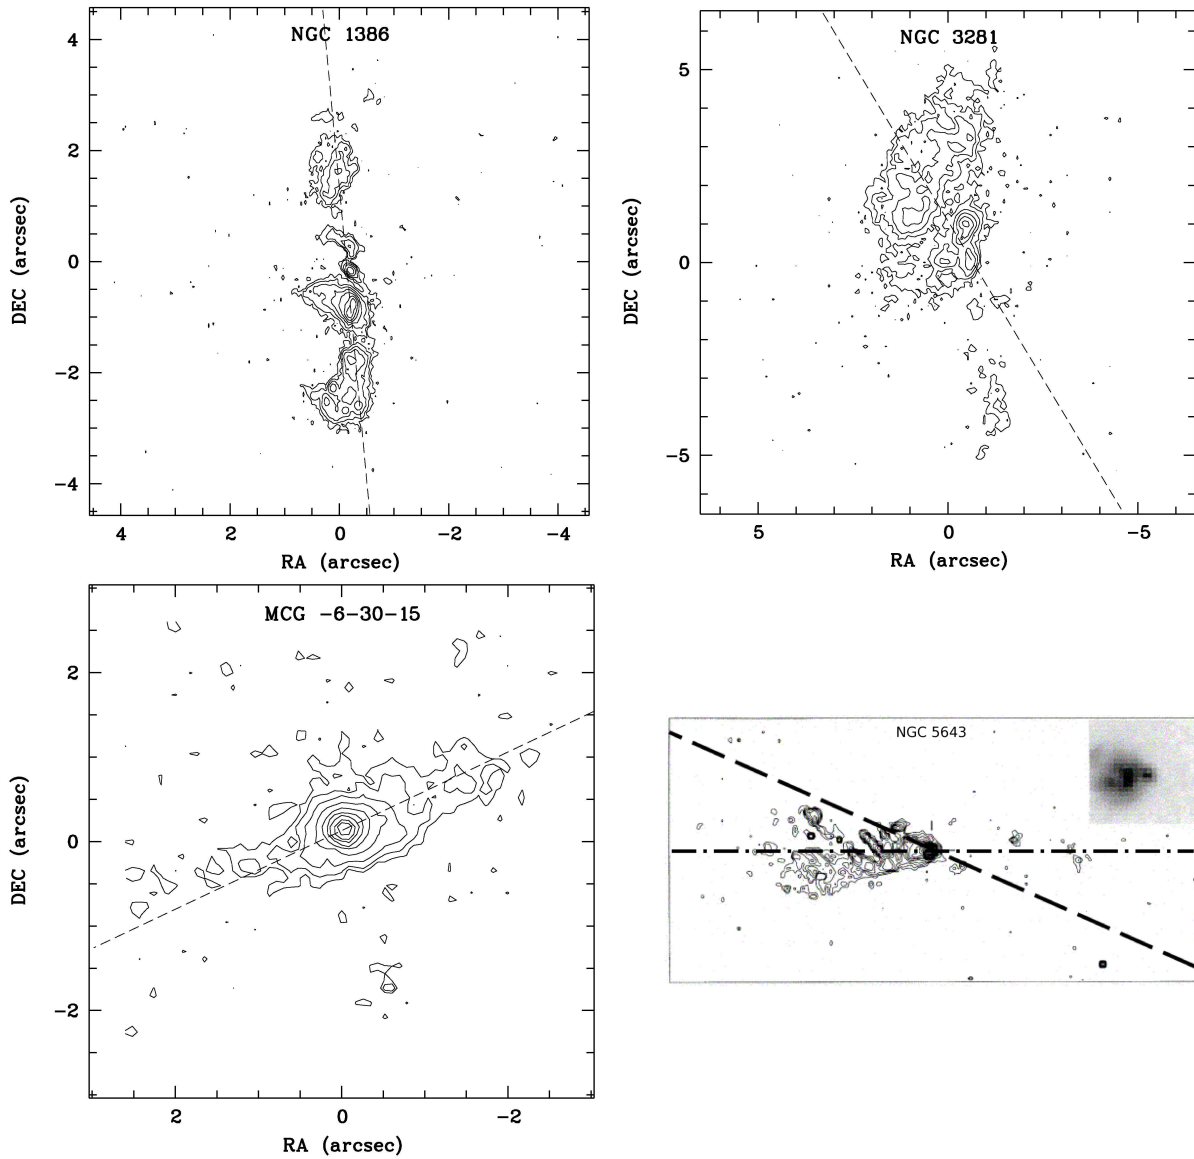 NGC 1386
4
2
0
−2
−4
DEC (arcsec)
4 2 0 −2 −4
RA (arcsec)
NGC 3281
5
0
−5
DEC (arcsec)
5 0 −5
RA (arcsec)
MCG −6−30−15
2
0
−2
DEC (arcsec)
2 0 −2
RA (arcsec)
NGC 5643